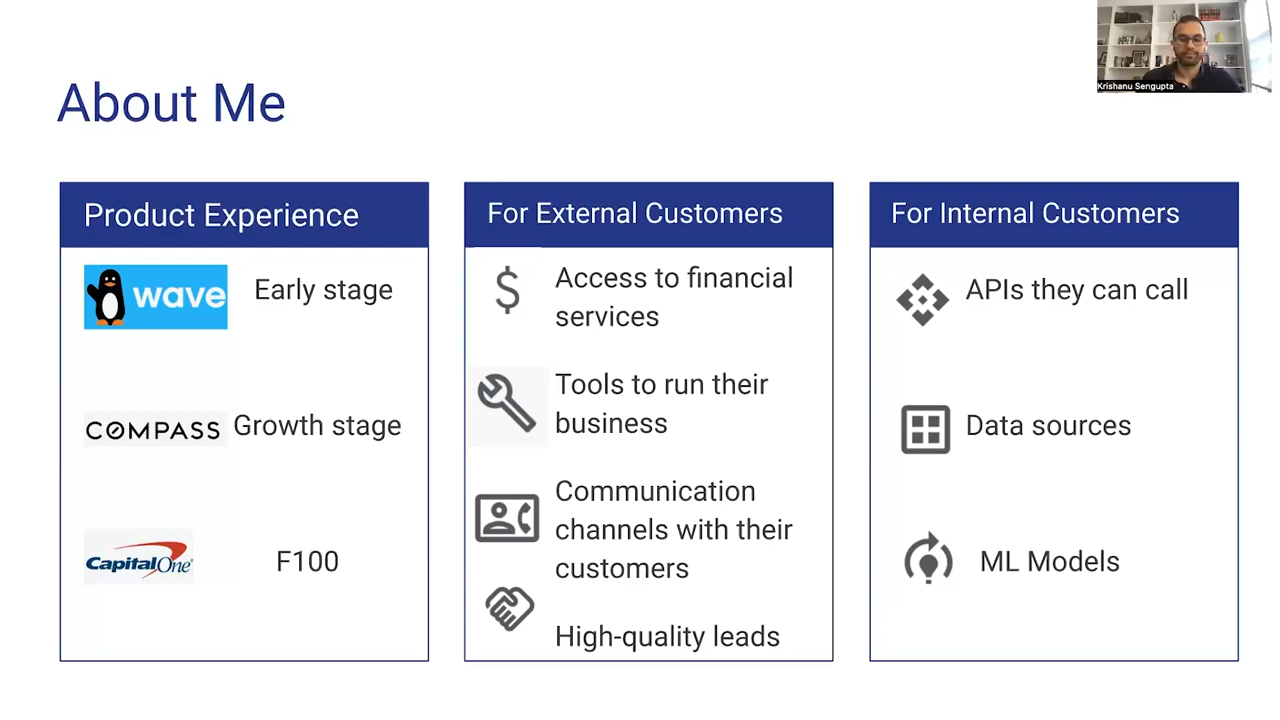 Krishanu Sengupta
About Me
Product Experience
wave
Early stage
COMPASS
Growth stage
CapitalOne
F100
For External Customers
Access to financial
services
Tools to run their
business
Communication
channels with their
customers
High-quality leads
For Internal Customers
APIs they can call
Data sources
ML Models